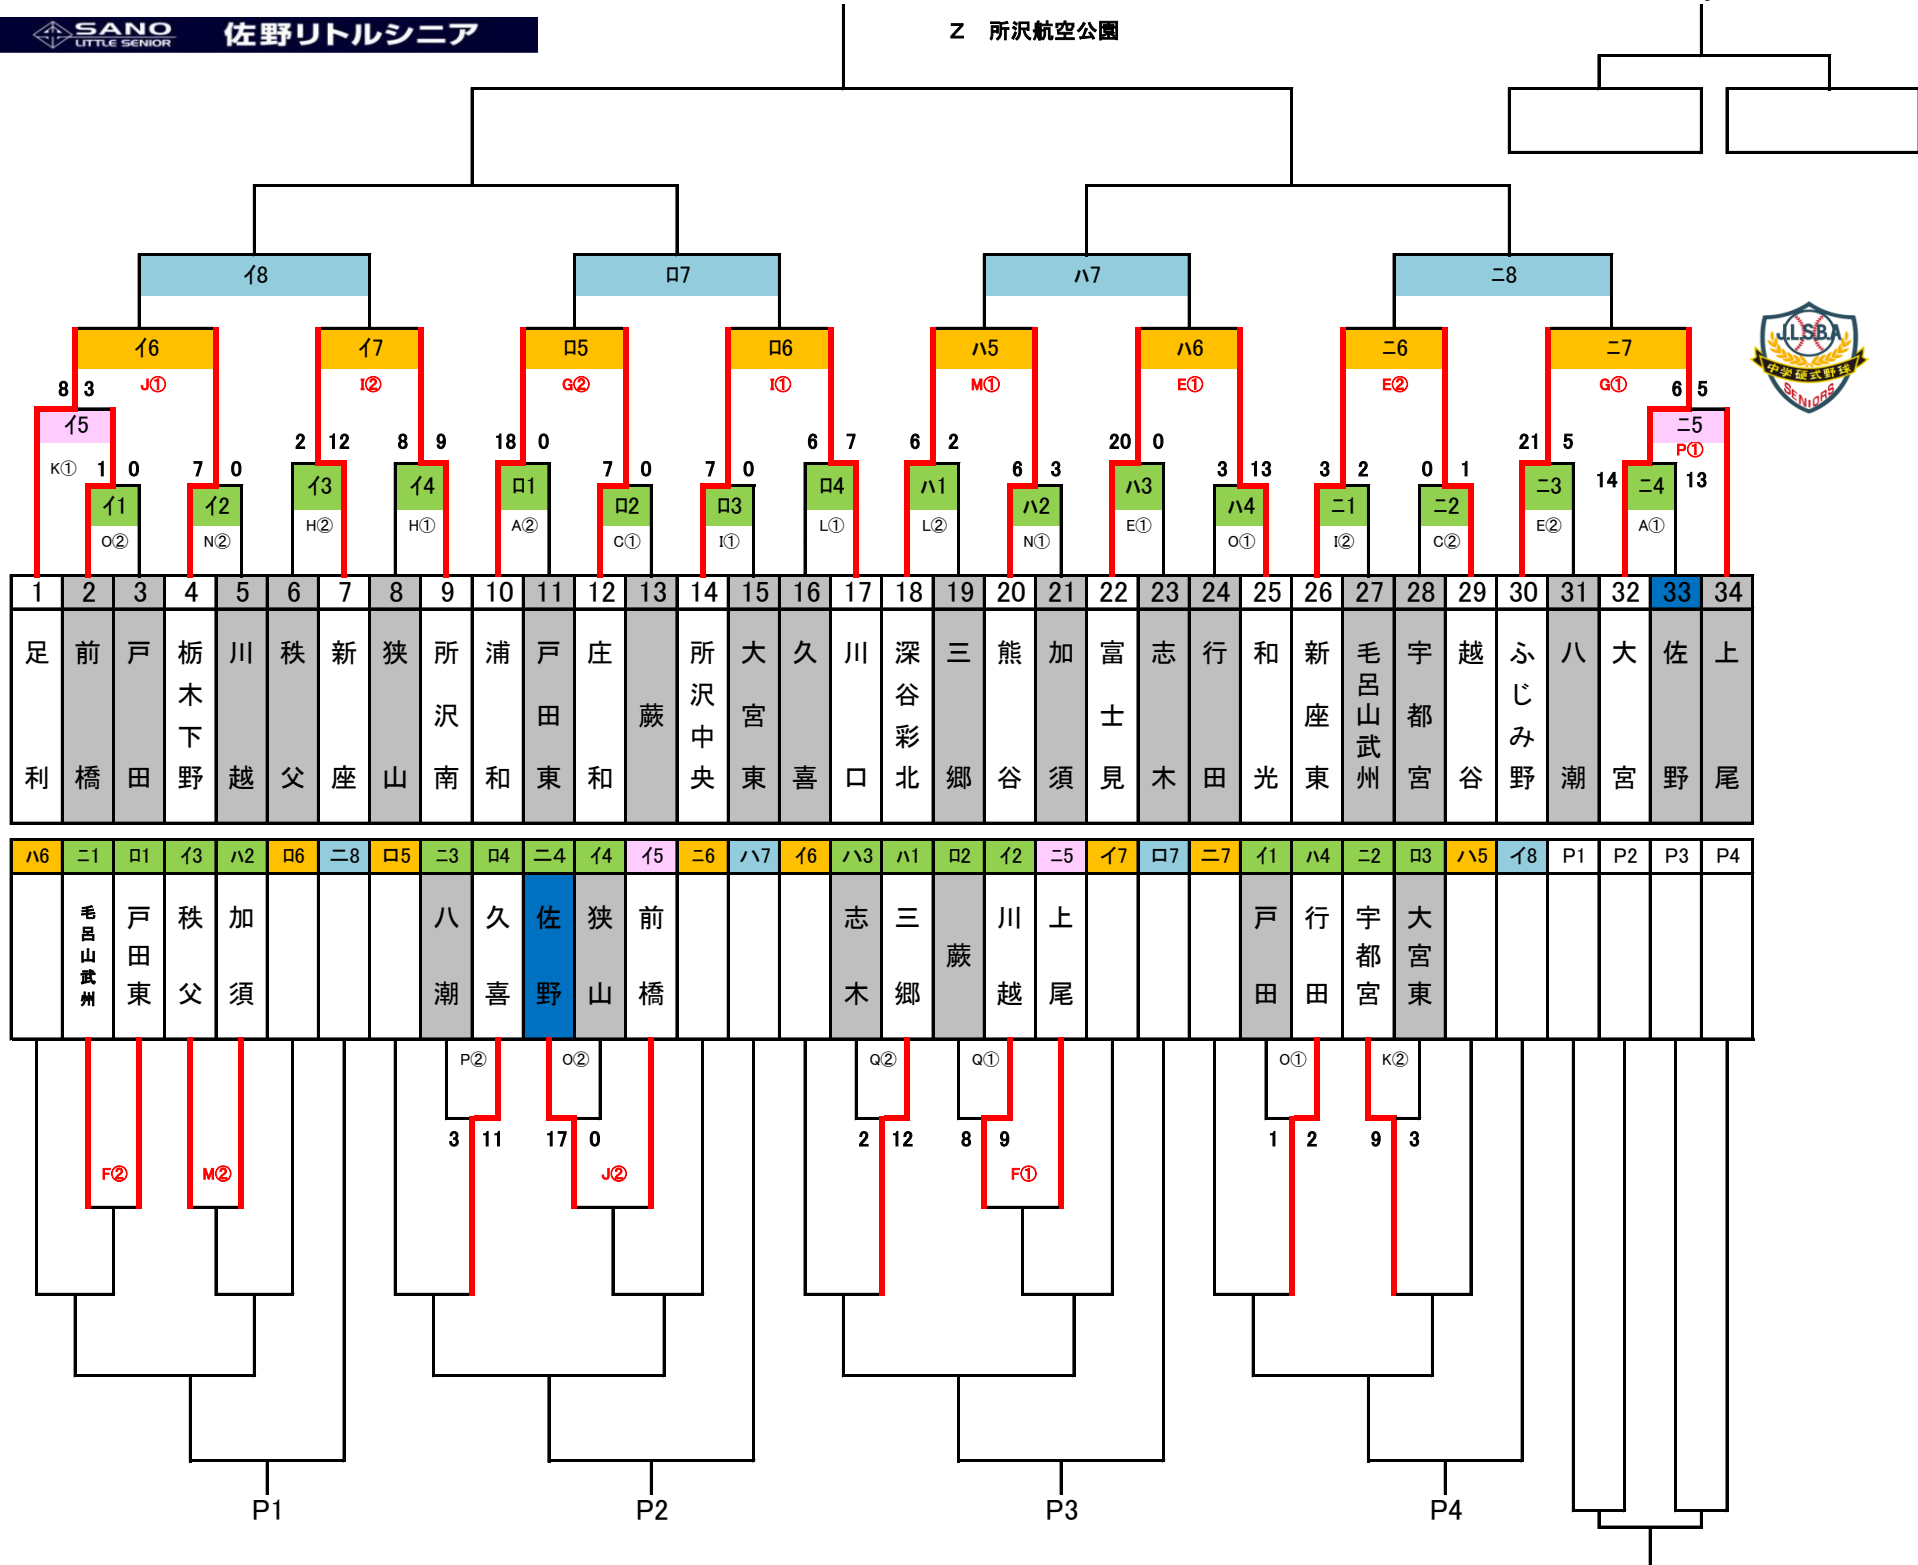 SANO
LITTLE SENIOR
佐野リトルシニア
Z 所沢航空公園
イ8 ロ7 ハ7 ニ8
イ6 イ7 ロ5 ロ6 ハ5 ハ6 ニ6 ニ7
J① I② G② I① M① E① E② G①
J.L.S.B.A
中学硬式野球
SENIORS
8 3 6 5
イ5 ニ5
2 12 8 9 18 0 6 7 6 2 20 0 21 5
K① 1 0 7 0 7 0 7 0 6 3 3 13 3 2 0 1 P①
14 13
イ3 イ4 ロ1 ロ4 ハ1 ハ3 ニ3 ニ4
イ1 イ2 ロ2 ロ3 ハ2 ハ4 ニ1 ニ2
H② H① A② L① L② E① E② A①
O② N② C① I① N① O① I② C②
1 2 3 4 5 6 7 8 9 10 11 12 13 14 15 16 17 18 19 20 21 22 23 24 25 26 27 28 29 30 31 32 33 34
足利
前橋
戸田
栃木下野
川越
秩父
新座
狭山
所沢南
浦和
戸田東
庄和
蕨
所沢中央
大宮東
久喜
川口
深谷彩北
三郷
熊谷
加須
富士見
志木
行田
和光
新座東
毛呂山武州
宇都宮
越谷
ふじみ野
八潮
大宮
佐野
上尾
ハ6 ニ1 ロ1 イ3 ハ2 ロ6 ニ8 ロ5 ニ3 ロ4 ニ4 イ4 イ5 ニ6 ハ7 イ6 ハ3 ハ1 ロ2 イ2 ニ5 イ7 ロ7 ニ7 イ1 ハ4 ニ2 ロ3 ハ5 イ8 P1 P2 P3 P4
毛呂山武州
戸田東
秩父
加須
八潮
久喜
佐野
狭山
前橋
志木
三郷
蕨
川越
上尾
戸田
行田
宇都宮
大宮東
P② O② Q② Q① O① K②
3 11 17 0 2 12 8 9 1 2 9 3
F② M② J② F①
P1 P2 P3 P4